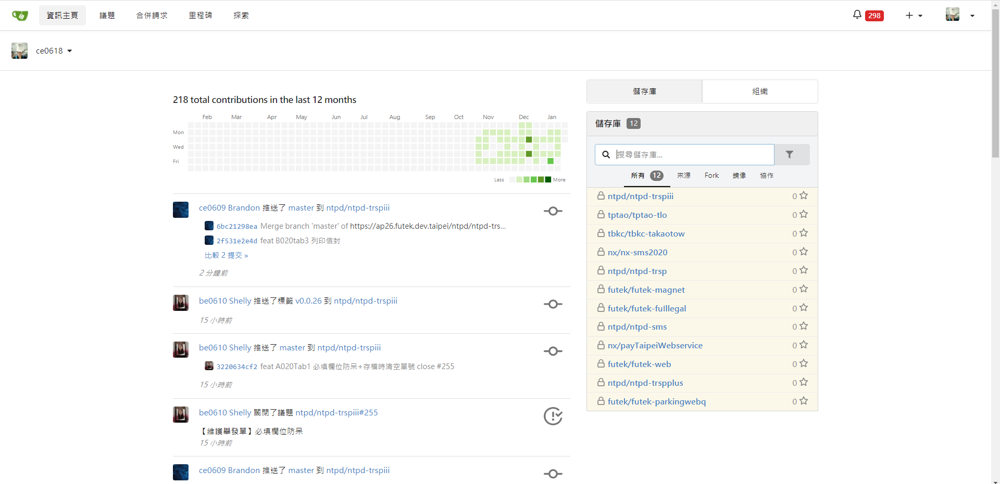 資訊主頁 議題 合併請求 里程碑 探索 298
ce0618
218 total contributions in the last 12 months
Feb Mar Apr May Jun Jul Aug Sep Oct Nov Dec Jan
Mon
Wed
Fri
Less More
ce0609 Brandon 推送了 master 到 ntpd/ntpd-trspiii
6bc21298ea Merge branch 'master' of https://ap26.futek.dev.taipei/ntpd/ntpd-trs...
2f531e2e4d feat B020tab3 列印信封
比較 2 提交 »
2 分鐘前
be0610 Shelly 推送了標籤 v0.0.26 到 ntpd/ntpd-trspiii
15 小時前
be0610 Shelly 推送了 master 到 ntpd/ntpd-trspiii
3220634cf2 feat A020Tab1 必填欄位防呆+存檔時清空單號 close #255
15 小時前
be0610 Shelly 關閉了議題 ntpd/ntpd-trspiii#255
【維護舉發單】必填欄位防呆
15 小時前
ce0609 Brandon 推送了 master 到 ntpd/ntpd-trspiii
儲存庫 組織
儲存庫 12
搜尋儲存庫...
所有 12 來源 Fork 鏡像 協作
ntpd/ntpd-trspiii 0
tptao/tptao-tlo 0
tbkc/tbkc-takaotow 0
nx/nx-sms2020 0
ntpd/ntpd-trsp 0
futek/futek-magnet 0
futek/futek-fuIllegal 0
ntpd/ntpd-sms 0
nx/payTaipeiWebservice 0
futek/futek-web 0
ntpd/ntpd-trspplus 0
futek/futek-parkingwebq 0